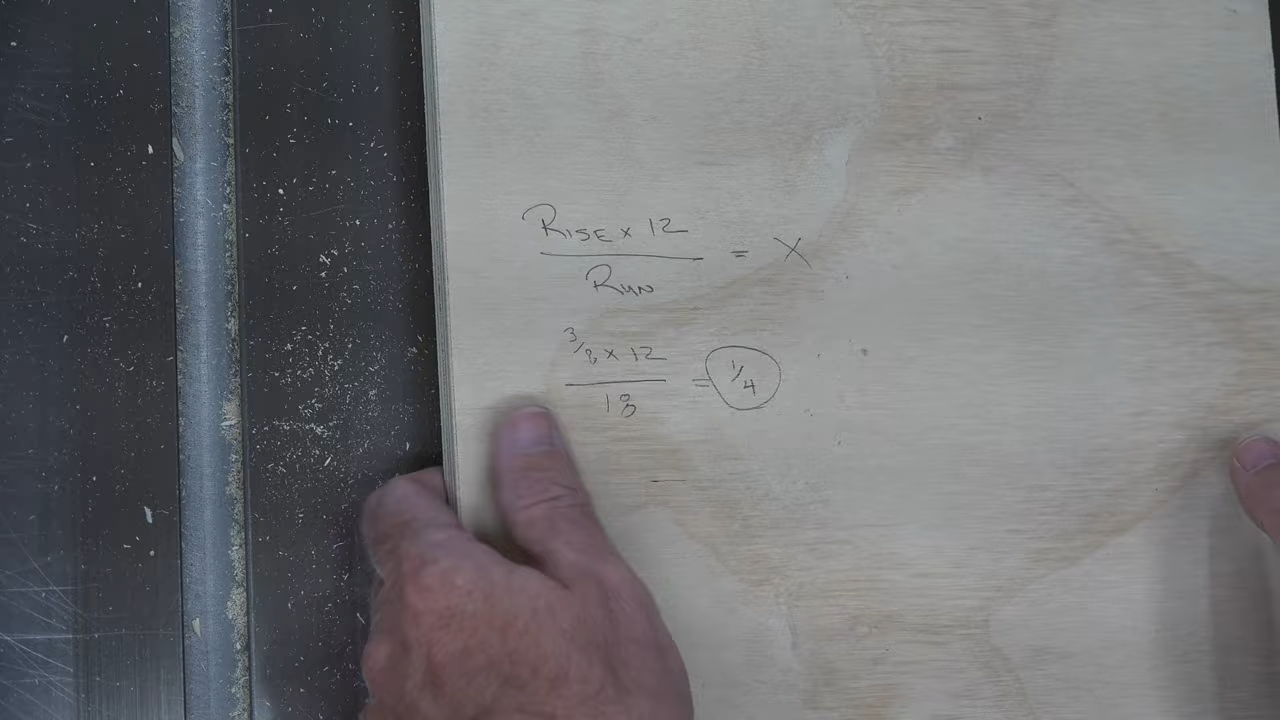 RISE x 12
= X
RUN
3/8 x 12
= 1/4
18